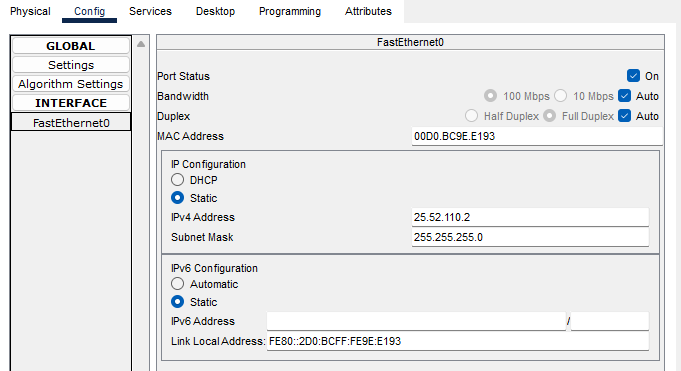 Physical Config Services Desktop Programming Attributes
GLOBAL
Settings
Algorithm Settings
INTERFACE
FastEthernet0
FastEthernet0
Port Status On
Bandwidth 100 Mbps 10 Mbps Auto
Duplex Half Duplex Full Duplex Auto
MAC Address 00D0.BC9E.E193
IP Configuration
DHCP
Static
IPv4 Address 25.52.110.2
Subnet Mask 255.255.255.0
IPv6 Configuration
Automatic
Static
IPv6 Address /
Link Local Address: FE80::2D0:BCFF:FE9E:E193